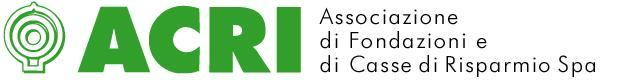 ACRI
Associazione
di Fondazioni e
di Casse di Risparmio Spa